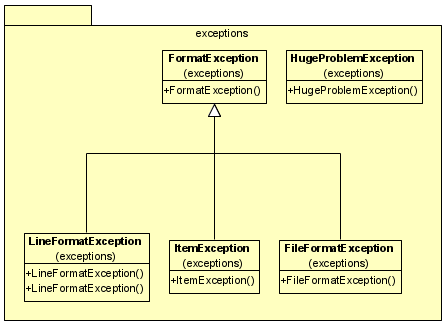 exceptions
FormatException
(exceptions)
+FormatException()
HugeProblemException
(exceptions)
+HugeProblemException()
LineFormatException
(exceptions)
+LineFormatException()
+LineFormatException()
ItemException
(exceptions)
+ItemException()
FileFormatException
(exceptions)
+FileFormatException()